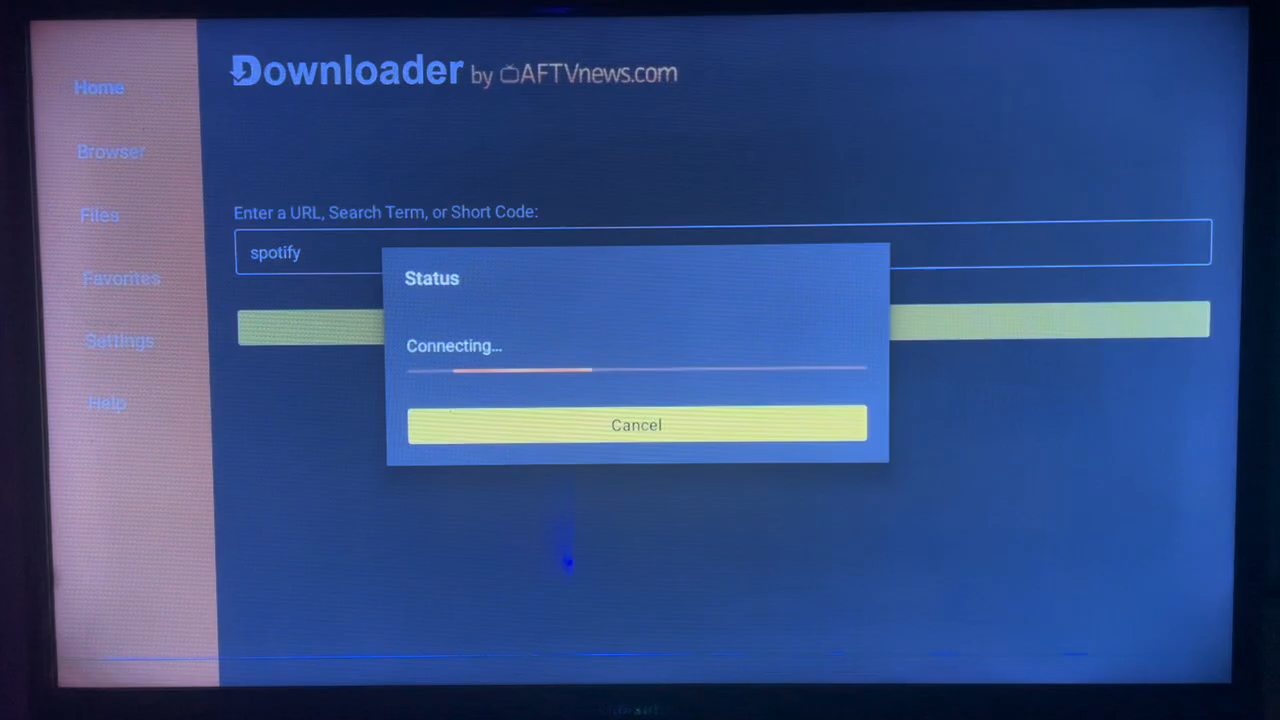 Downloader by AFTVnews.com
Home
Browser
Files
Favorites
Settings
Help
Enter a URL, Search Term, or Short Code:
spotify
Status
Connecting...
Cancel